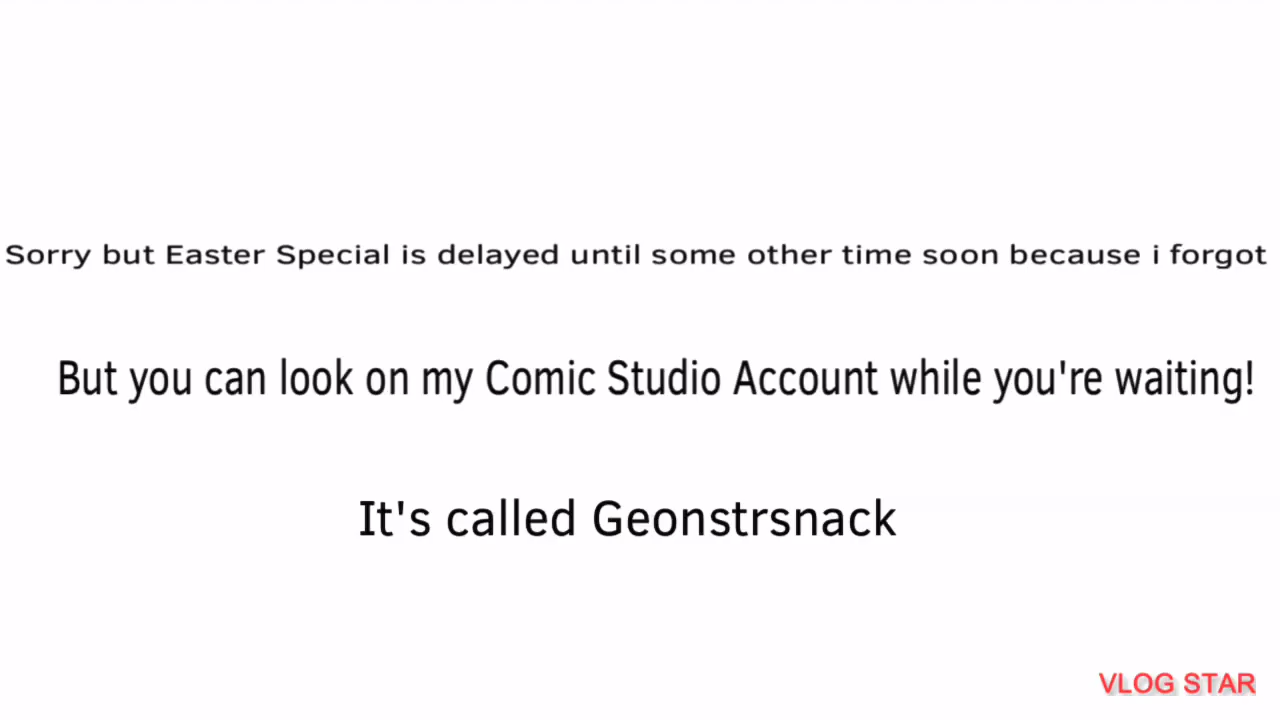 Sorry but Easter Special is delayed until some other time soon because i forgot
But you can look on my Comic Studio Account while you're waiting!
It's called Geonstrsnack
VLOG STAR